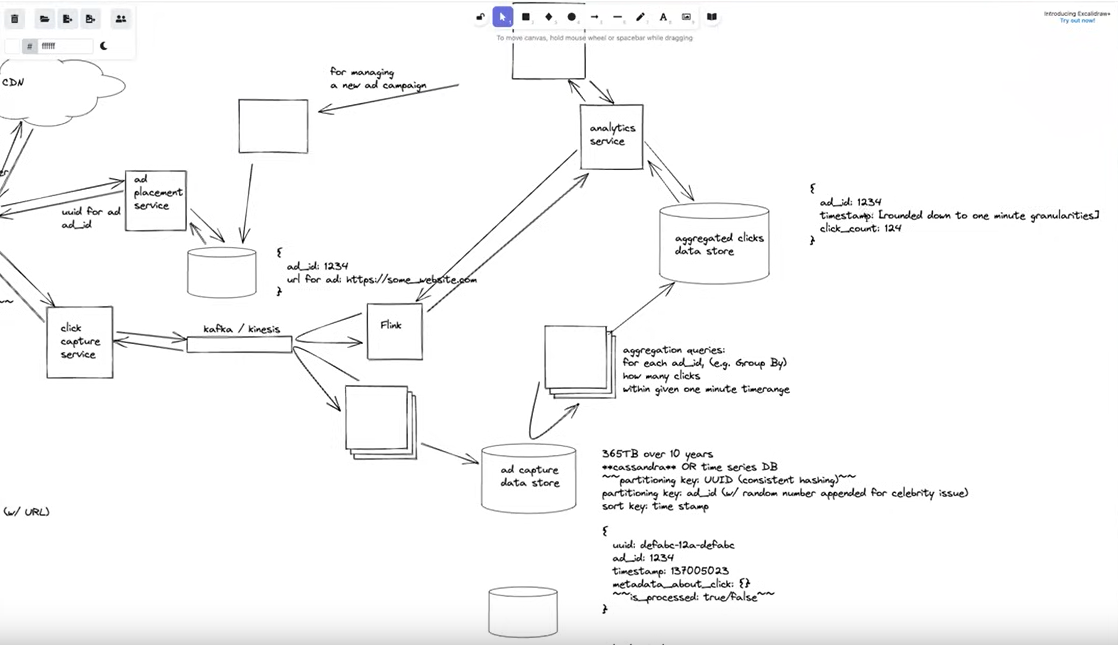 Introducing Excalidraw+
Try out now!
To move canvas, hold mouse wheel or spacebar while dragging
# ffffff
CDN
for managing
a new ad campaign
analytics
service
ad
placement
service
uuid for ad
ad_id
{
ad_id: 1234
timestamp: [rounded down to one minute granularities]
click_count: 124
}
aggregated clicks
data store
{
ad_id: 1234
url for ad: https://some_website.com
}
click
capture
service
kafka / kinesis
Flink
aggregation queries:
for each ad_id, (e.g. Group By)
how many clicks
within given one minute timerange
ad capture
data store
365TB over 10 years
**cassandra** OR time series DB
~~partitioning key: UUID (consistent hashing)~~
partitioning key: ad_id (w/ random number appended for celebrity issue)
sort key: time stamp
(w/ URL)
{
uuid: defabc-12a-defabc
ad_id: 1234
timestamp: 137005023
metadata_about_click: {}
~~is_processed: true/false~~
}